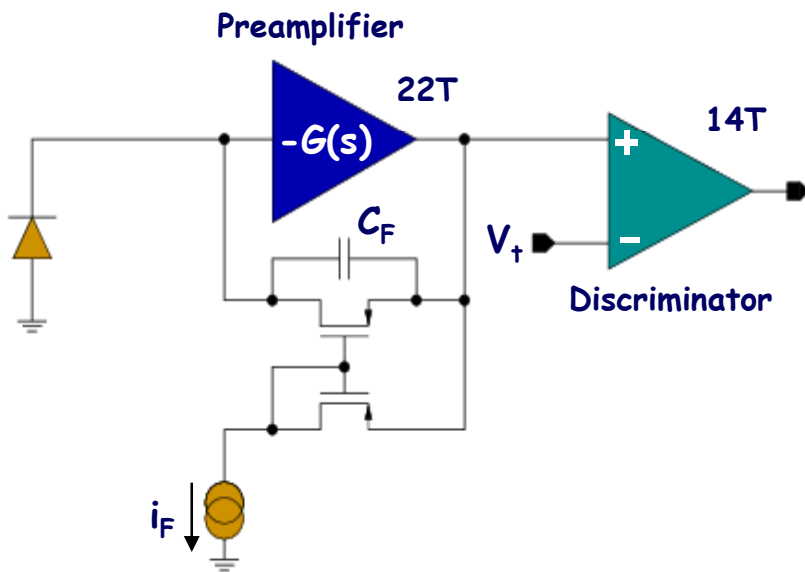 Preamplifier
22T
14T
-G(s)
+
C_F
V_t
−
Discriminator
i_F